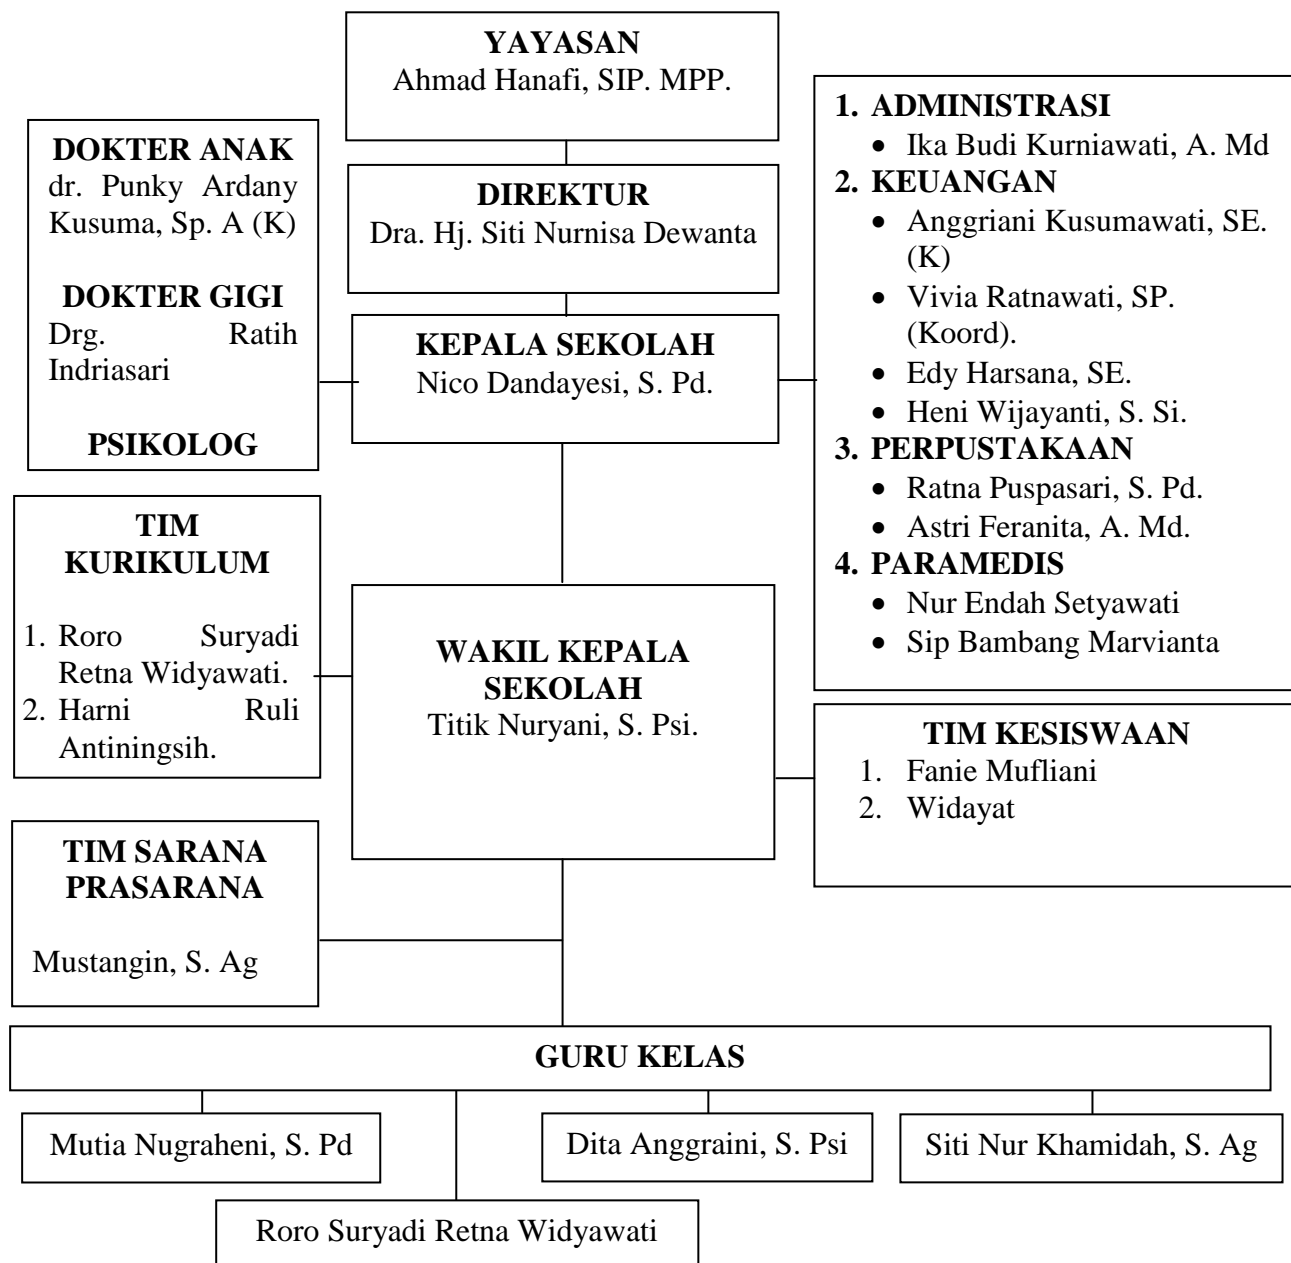 YAYASAN
Ahmad Hanafi, SIP. MPP.
DIREKTUR
Dra. Hj. Siti Nurnisa Dewanta
KEPALA SEKOLAH
Nico Dandayesi, S. Pd.
DOKTER ANAK
dr. Punky Ardany
Kusuma, Sp. A (K)
DOKTER GIGI
Drg. Ratih
Indriasari
PSIKOLOG
1. ADMINISTRASI
• Ika Budi Kurniawati, A. Md
2. KEUANGAN
• Anggriani Kusumawati, SE.
(K)
• Vivia Ratnawati, SP.
(Koord).
• Edy Harsana, SE.
• Heni Wijayanti, S. Si.
3. PERPUSTAKAAN
• Ratna Puspasari, S. Pd.
• Astri Feranita, A. Md.
4. PARAMEDIS
• Nur Endah Setyawati
• Sip Bambang Marvianta
TIM
KURIKULUM
1. Roro Suryadi
Retna Widyawati.
2. Harni Ruli
Antiningsih.
WAKIL KEPALA
SEKOLAH
Titik Nuryani, S. Psi.
TIM KESISWAAN
1. Fanie Mufliani
2. Widayat
TIM SARANA
PRASARANA
Mustangin, S. Ag
GURU KELAS
Mutia Nugraheni, S. Pd
Dita Anggraini, S. Psi
Siti Nur Khamidah, S. Ag
Roro Suryadi Retna Widyawati